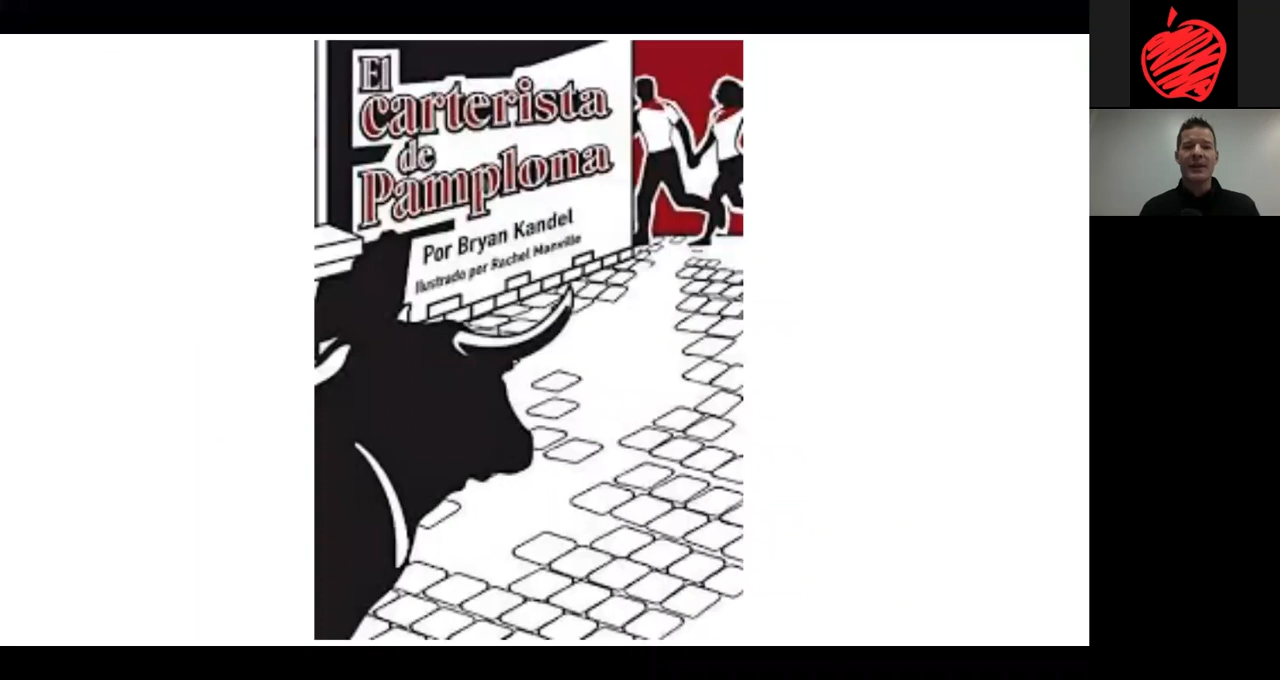 El
carterista
de
Pamplona
Por Bryan Kandel
Ilustrado por Rachel Manville